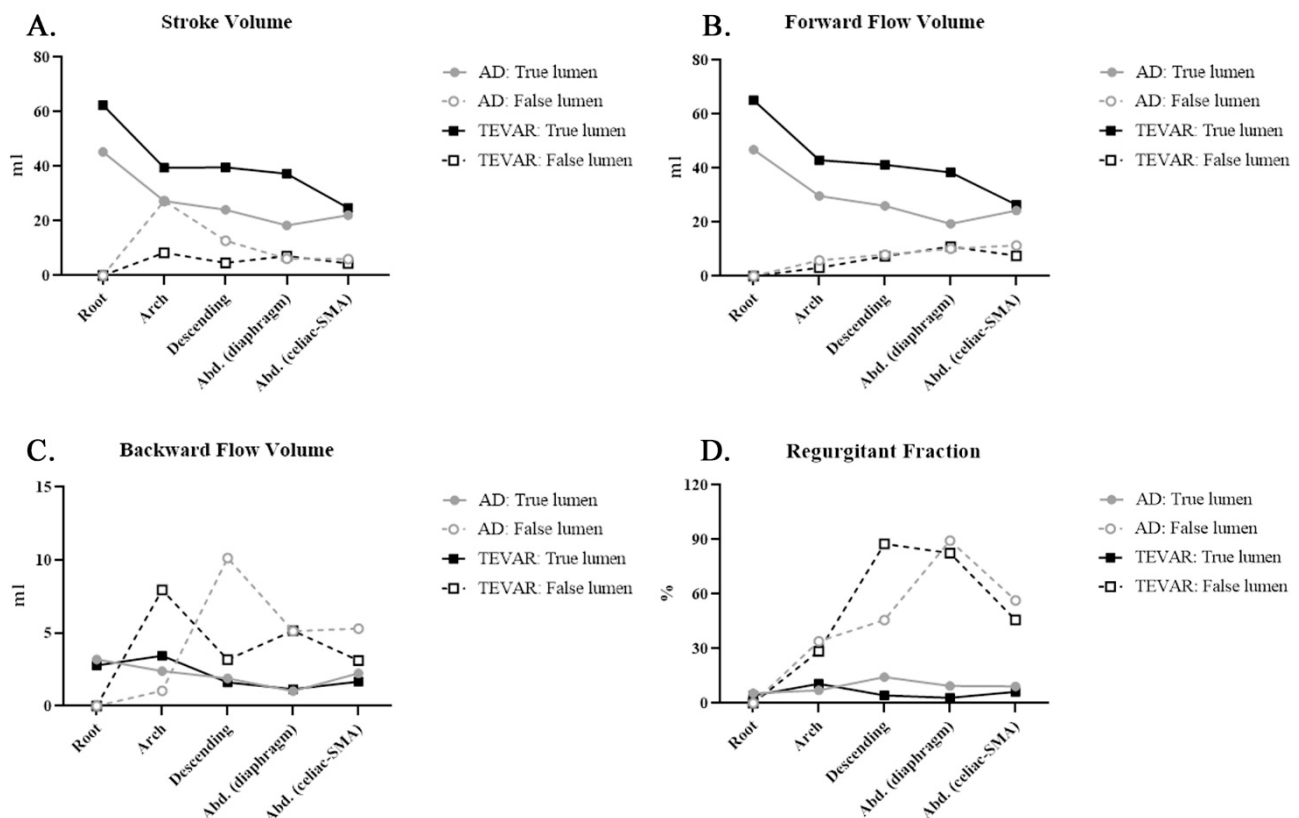 A.
Stroke Volume
80
60
40
20
0
ml
Root
Arch
Descending
Abd. (diaphragm)
Abd. (celiac-SMA)
AD: True lumen
AD: False lumen
TEVAR: True lumen
TEVAR: False lumen
B.
Forward Flow Volume
80
60
40
20
0
ml
Root
Arch
Descending
Abd. (diaphragm)
Abd. (celiac-SMA)
AD: True lumen
AD: False lumen
TEVAR: True lumen
TEVAR: False lumen
C.
Backward Flow Volume
15
10
5
0
ml
Root
Arch
Descending
Abd. (diaphragm)
Abd. (celiac-SMA)
AD: True lumen
AD: False lumen
TEVAR: True lumen
TEVAR: False lumen
D.
Regurgitant Fraction
120
90
60
30
0
%
Root
Arch
Descending
Abd. (diaphragm)
Abd. (celiac-SMA)
AD: True lumen
AD: False lumen
TEVAR: True lumen
TEVAR: False lumen